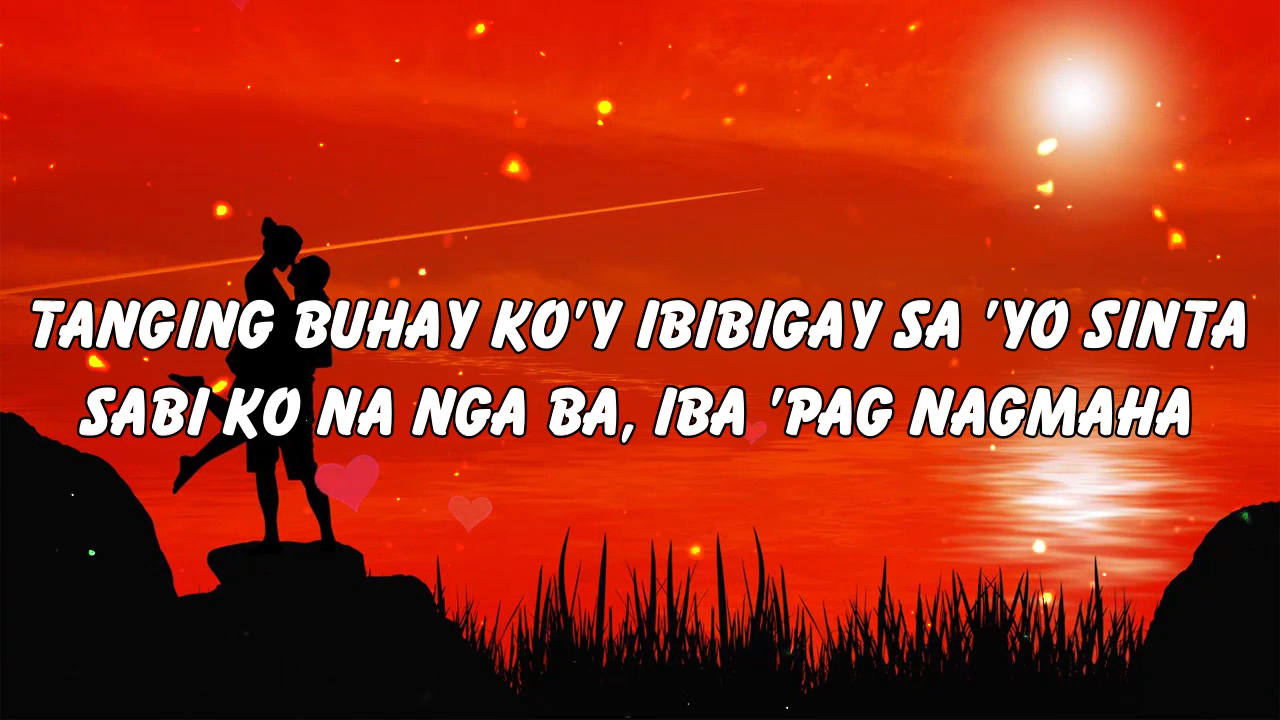 TANGING BUHAY KO'Y IBIBIGAY SA 'YO SINTA
SABI KO NA NGA BA, IBA 'PAG NAGMAHA